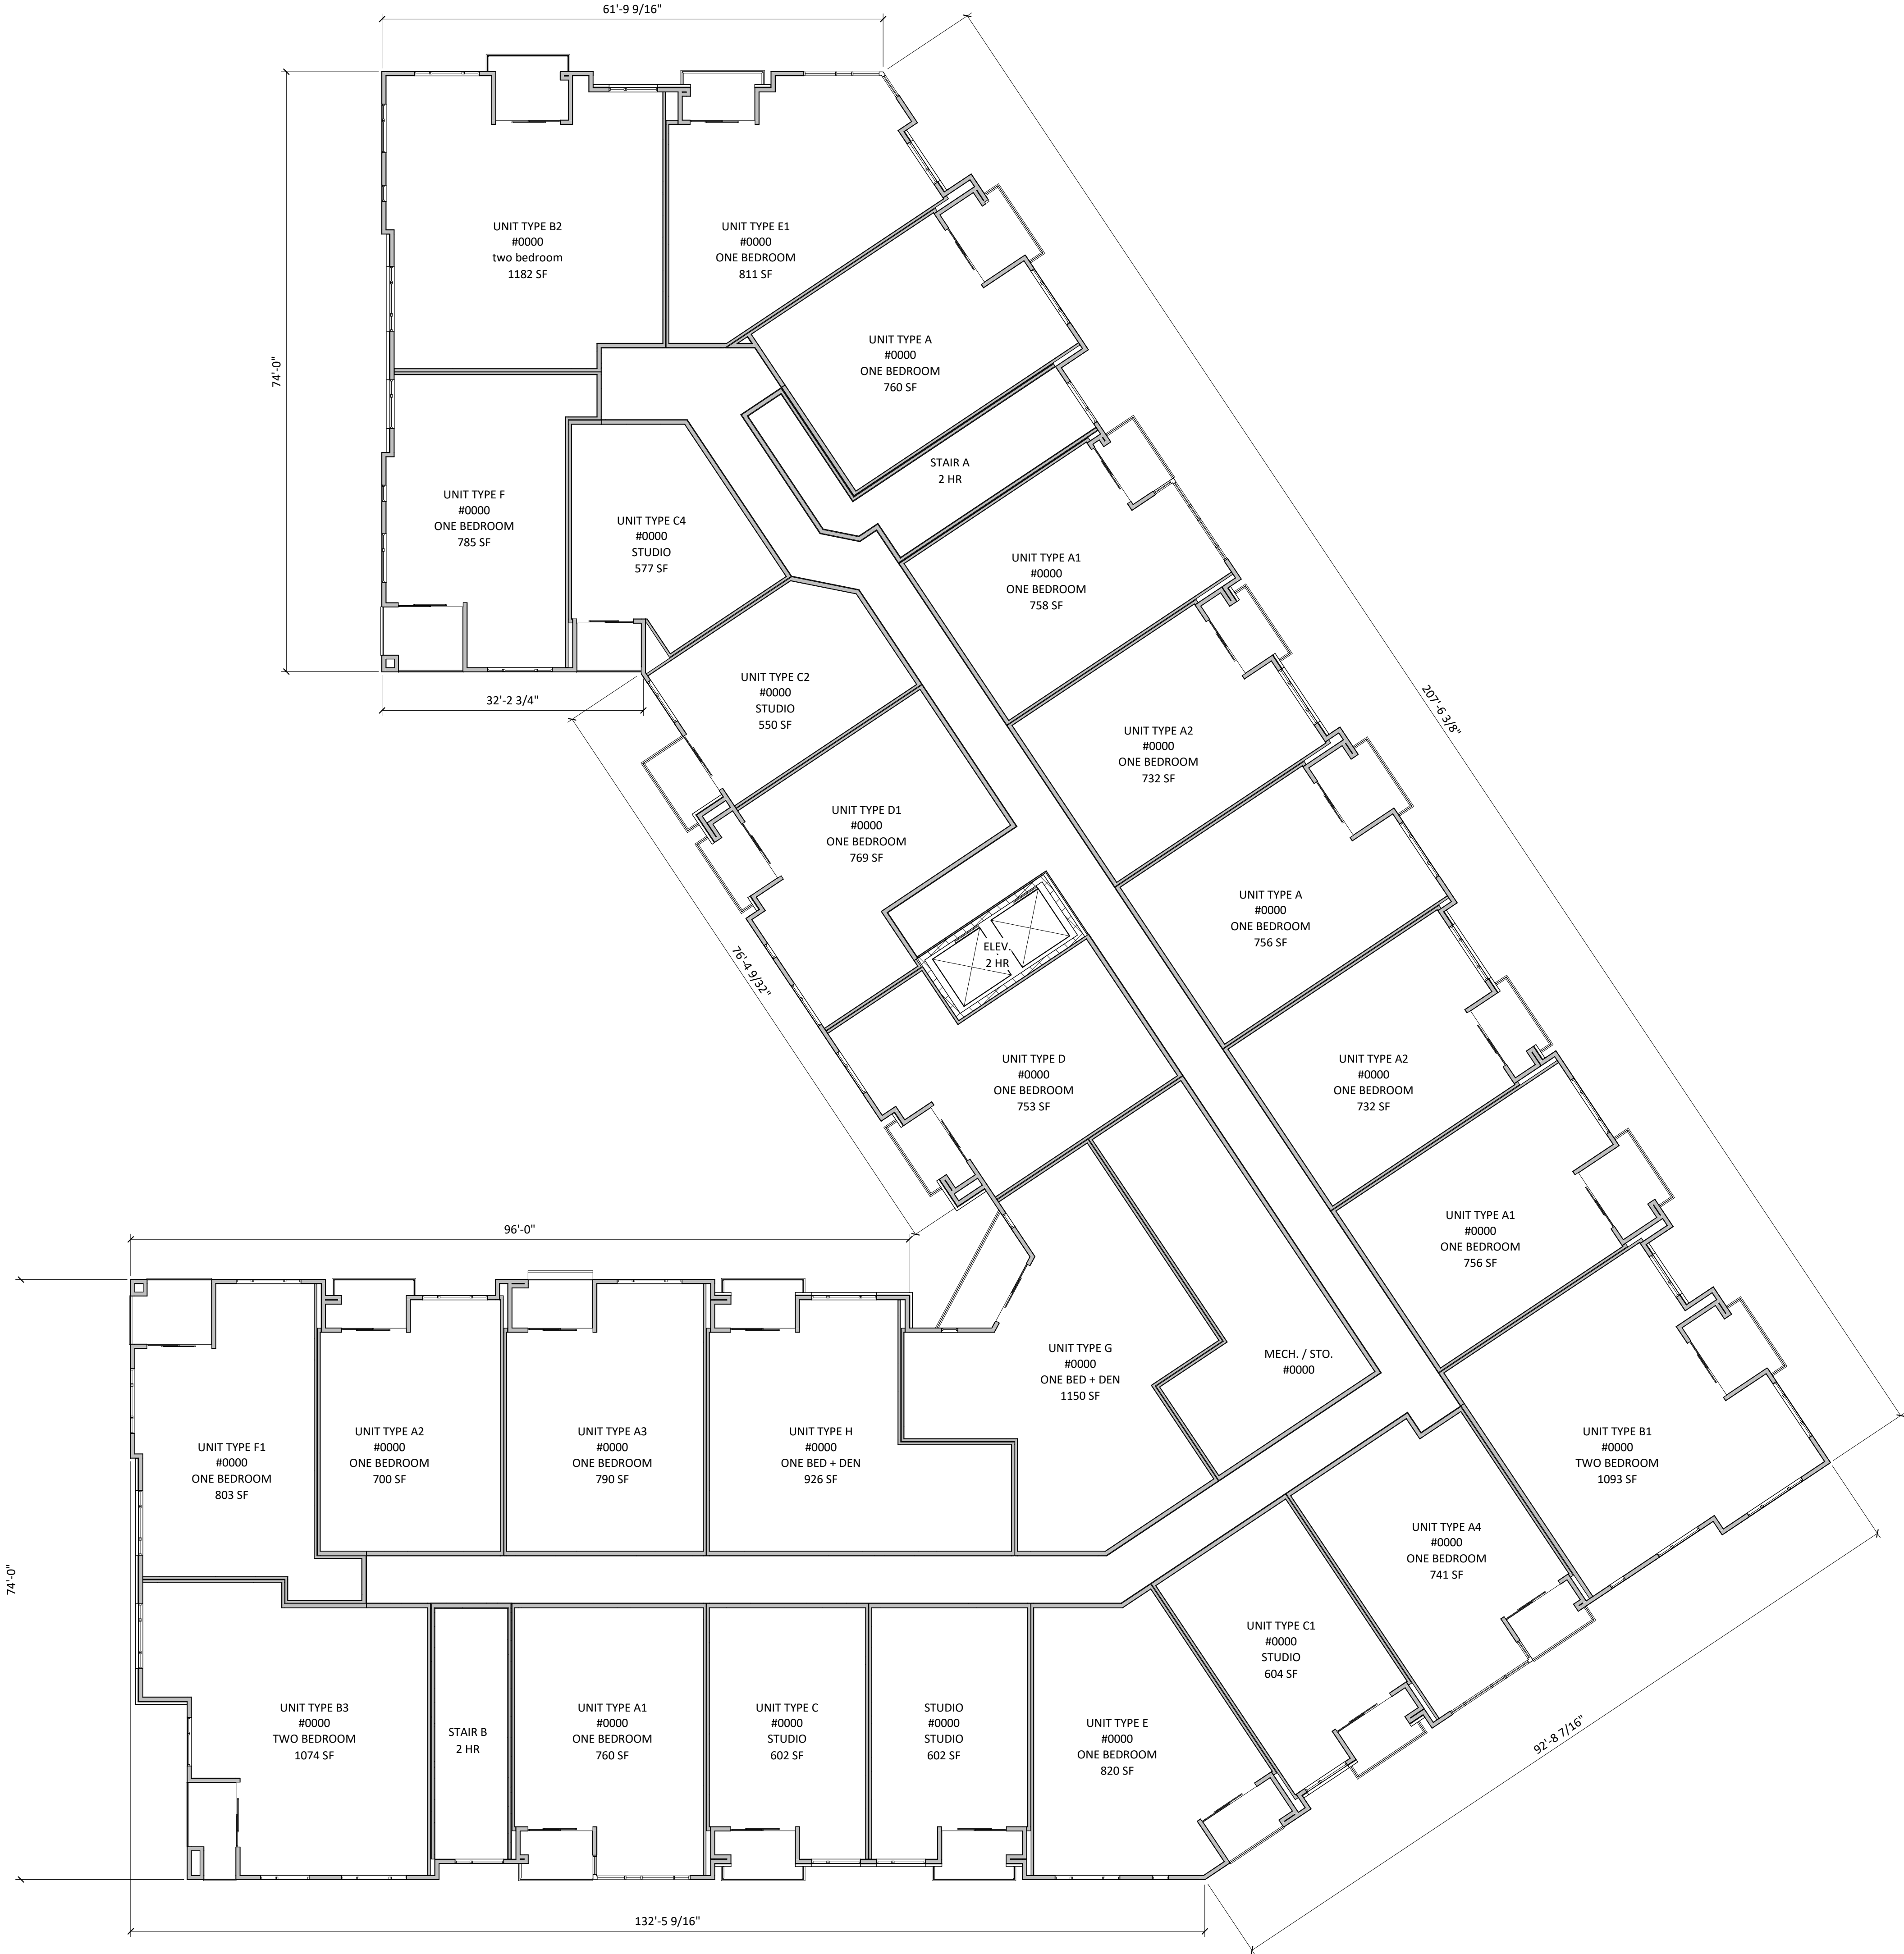 61'-9 9/16"
74'-0"
UNIT TYPE B2
#0000
two bedroom
1182 SF
UNIT TYPE E1
#0000
ONE BEDROOM
811 SF
UNIT TYPE A
#0000
ONE BEDROOM
760 SF
STAIR A
2 HR
UNIT TYPE F
#0000
ONE BEDROOM
785 SF
UNIT TYPE C4
#0000
STUDIO
577 SF
UNIT TYPE A1
#0000
ONE BEDROOM
758 SF
32'-2 3/4"
UNIT TYPE C2
#0000
STUDIO
550 SF
207'-6 3/8"
UNIT TYPE A2
#0000
ONE BEDROOM
732 SF
UNIT TYPE D1
#0000
ONE BEDROOM
769 SF
UNIT TYPE A
#0000
ONE BEDROOM
756 SF
76'-4 9/32"
ELEV.
2 HR
UNIT TYPE D
#0000
ONE BEDROOM
753 SF
UNIT TYPE A2
#0000
ONE BEDROOM
732 SF
96'-0"
UNIT TYPE A1
#0000
ONE BEDROOM
756 SF
UNIT TYPE G
#0000
ONE BED + DEN
1150 SF
MECH. / STO.
#0000
UNIT TYPE F1
#0000
ONE BEDROOM
803 SF
UNIT TYPE A2
#0000
ONE BEDROOM
700 SF
UNIT TYPE A3
#0000
ONE BEDROOM
790 SF
UNIT TYPE H
#0000
ONE BED + DEN
926 SF
UNIT TYPE B1
#0000
TWO BEDROOM
1093 SF
74'-0"
UNIT TYPE A4
#0000
ONE BEDROOM
741 SF
UNIT TYPE C1
#0000
STUDIO
604 SF
UNIT TYPE B3
#0000
TWO BEDROOM
1074 SF
STAIR B
2 HR
UNIT TYPE A1
#0000
ONE BEDROOM
760 SF
UNIT TYPE C
#0000
STUDIO
602 SF
STUDIO
#0000
STUDIO
602 SF
UNIT TYPE E
#0000
ONE BEDROOM
820 SF
92'-8 7/16"
132'-5 9/16"